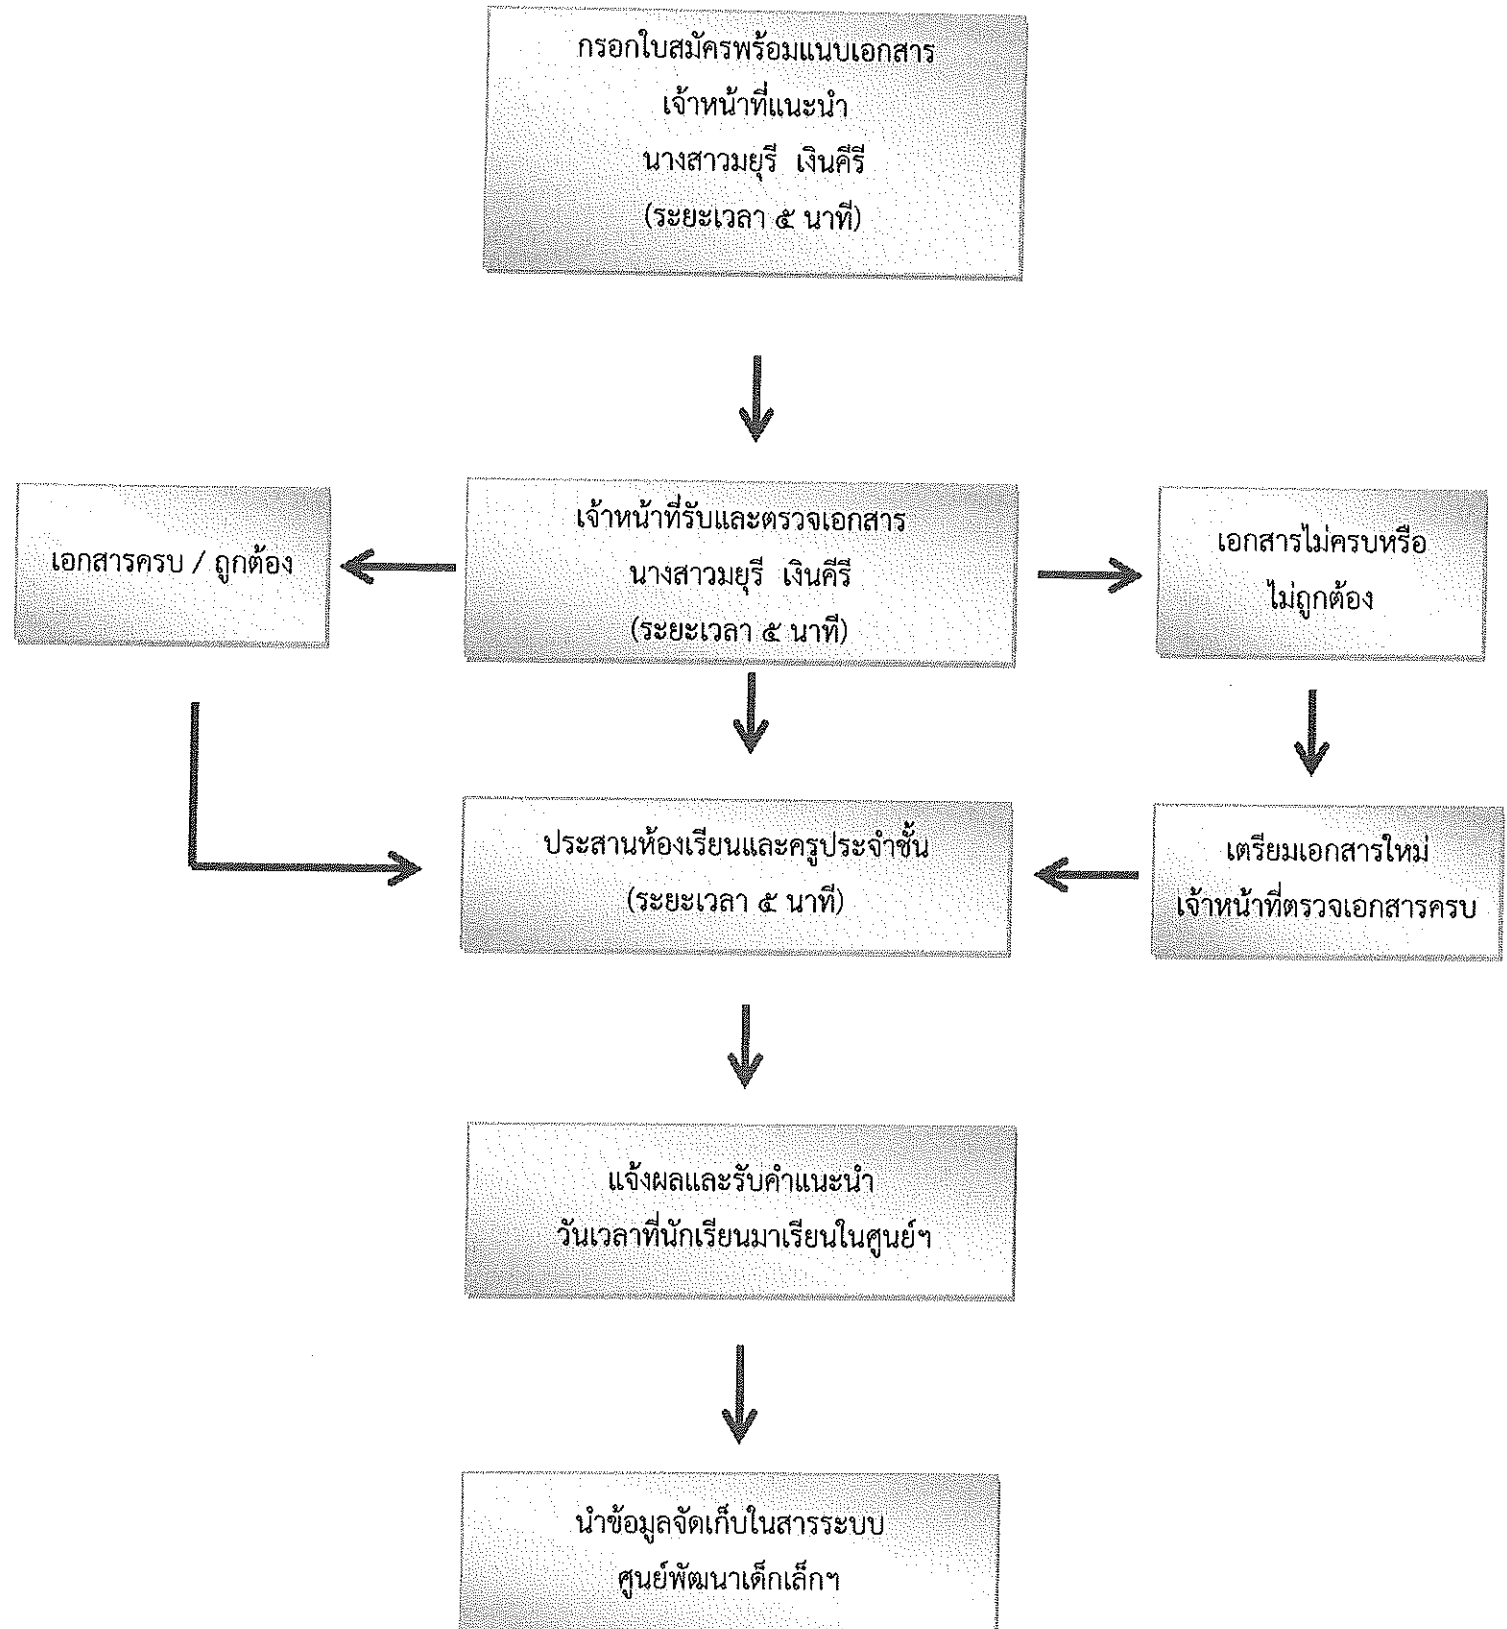 กรอกใบสมัครพร้อมแนบเอกสาร
เจ้าหน้าที่แนะนำ
นางสาวมยุรี เงินคีรี
(ระยะเวลา ๕ นาที)
เอกสารครบ / ถูกต้อง
เจ้าหน้าที่รับและตรวจเอกสาร
นางสาวมยุรี เงินคีรี
(ระยะเวลา ๕ นาที)
เอกสารไม่ครบหรือ
ไม่ถูกต้อง
ประสานห้องเรียนและครูประจำชั้น
(ระยะเวลา ๕ นาที)
เตรียมเอกสารใหม่
เจ้าหน้าที่ตรวจเอกสารครบ
แจ้งผลและรับคำแนะนำ
วันเวลาที่นักเรียนมาเรียนในศูนย์ฯ
นำข้อมูลจัดเก็บในสารระบบ
ศูนย์พัฒนาเด็กเล็กฯ